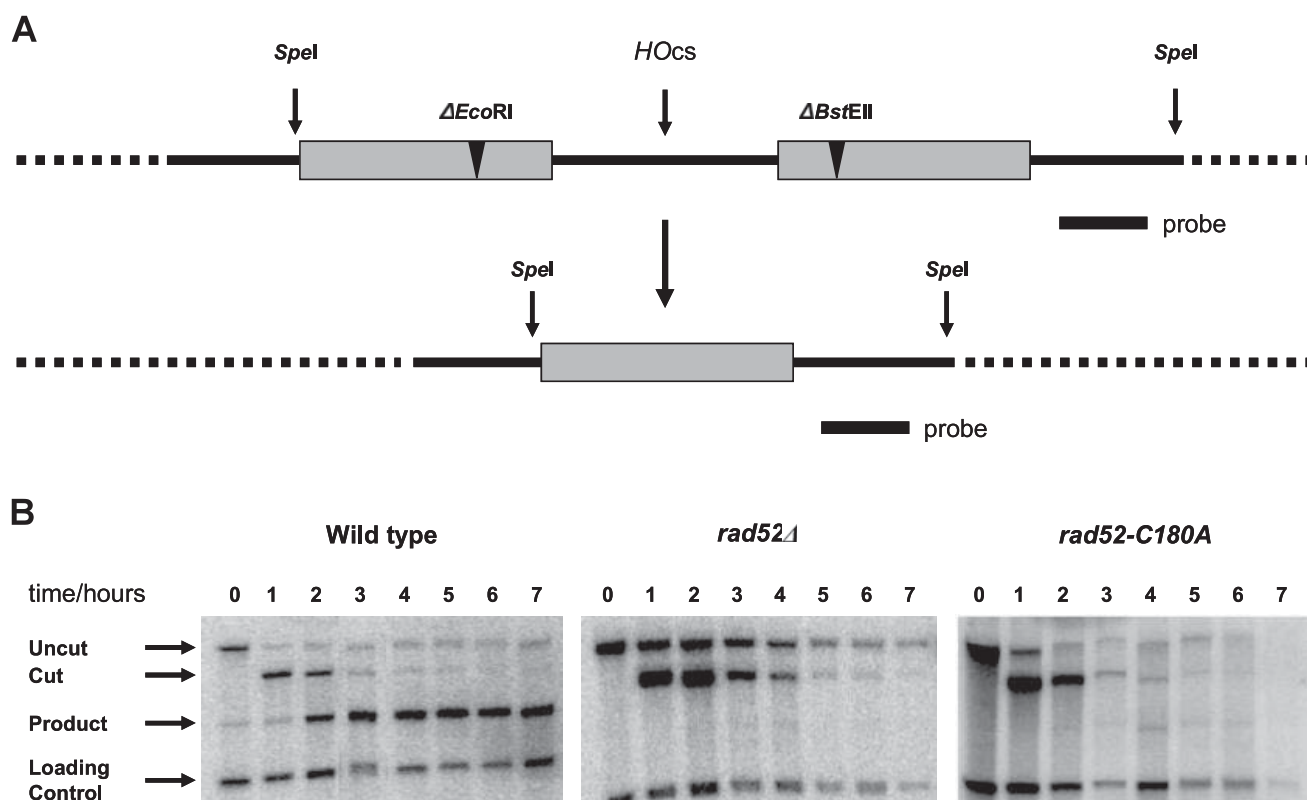 A
SpeI HOcs SpeI
ΔEcoRI ΔBstEII
probe
SpeI SpeI
probe
B
Wild type rad52Δ rad52-C180A
time/hours 0 1 2 3 4 5 6 7 0 1 2 3 4 5 6 7 0 1 2 3 4 5 6 7
Uncut
Cut
Product
Loading
Control